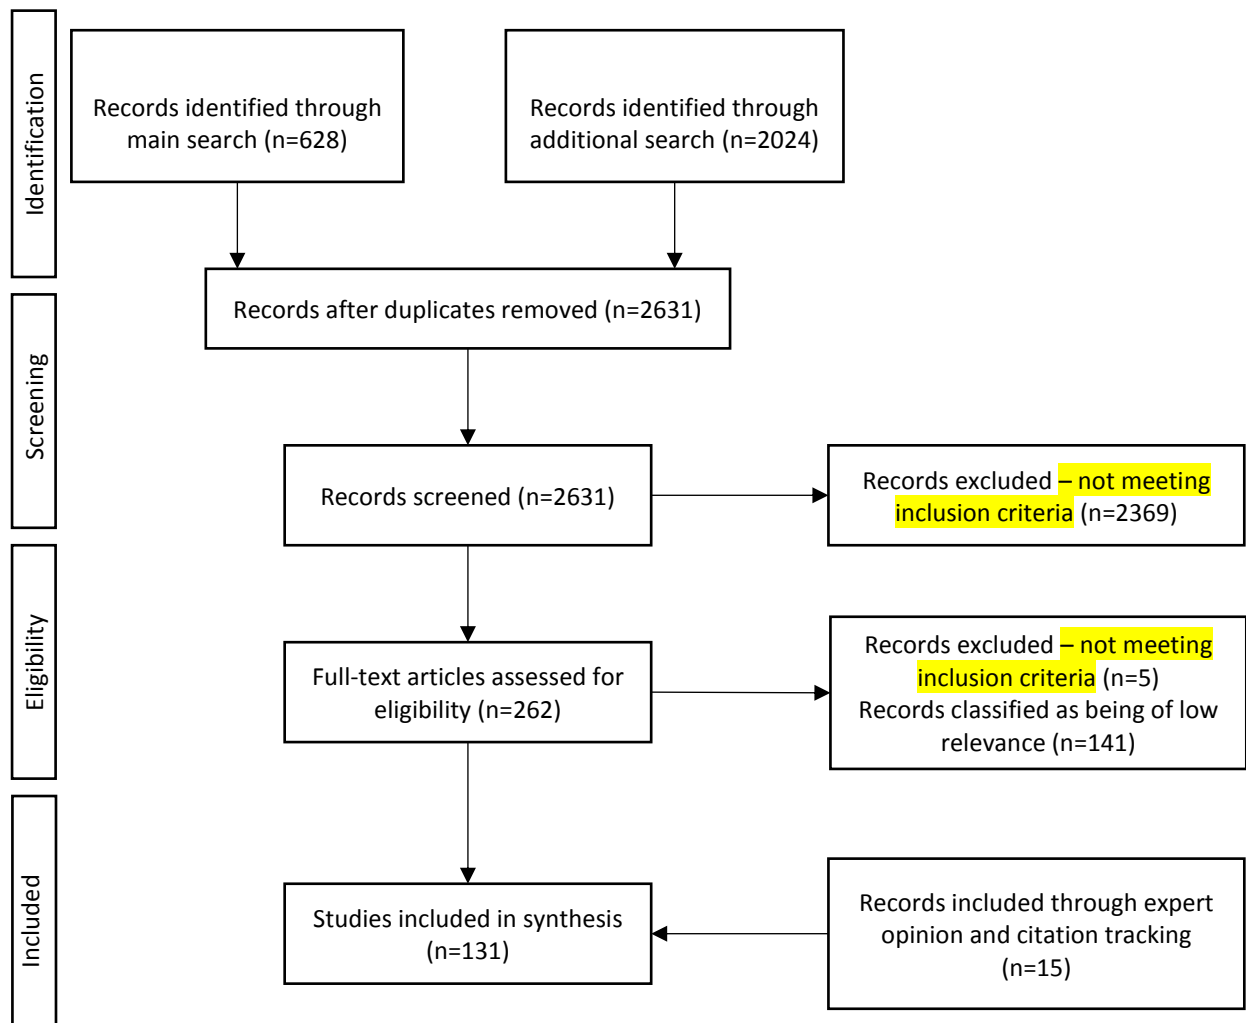 Identification
Records identified through
main search (n=628)
Records identified through
additional search (n=2024)
Records after duplicates removed (n=2631)
Screening
Records screened (n=2631)
Records excluded – not meeting
inclusion criteria (n=2369)
Eligibility
Full-text articles assessed for
eligibility (n=262)
Records excluded – not meeting
inclusion criteria (n=5)
Records classified as being of low
relevance (n=141)
Included
Studies included in synthesis
(n=131)
Records included through expert
opinion and citation tracking
(n=15)